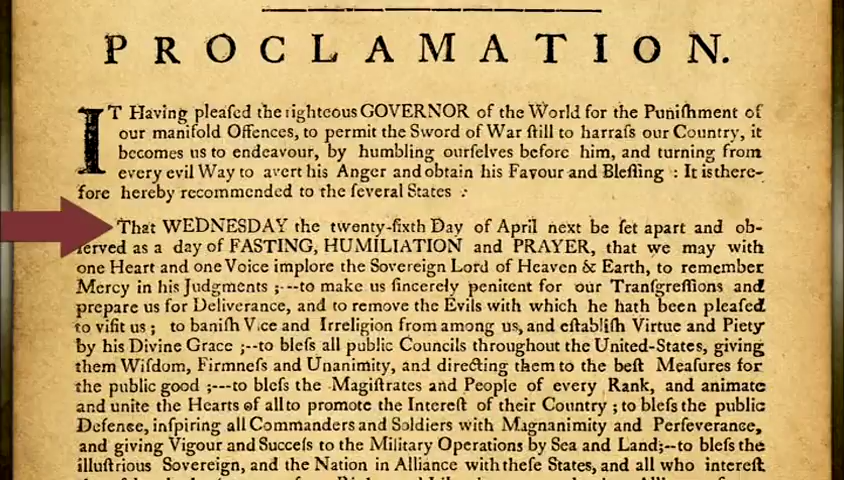 PROCLAMATION.
IT Having pleaſed the righteous GOVERNOR of the World for the Puniſhment of
our manifold Offences, to permit the Sword of War ſtill to harraſs our Country, it
becomes us to endeavour, by humbling ourſelves before him, and turning from
every evil Way to avert his Anger and obtain his Favour and Bleſſing : It is there-
fore hereby recommended to the ſeveral States :
That WEDNESDAY the twenty-ſixth Day of April next be ſet apart and ob-
ſerved as a day of FASTING, HUMILIATION and PRAYER, that we may with
one Heart and one Voice implore the Sovereign Lord of Heaven & Earth, to remember
Mercy in his Judgments ;---to make us ſincerely penitent for our Tranſgreſſions and
prepare us for Deliverance, and to remove the Evils with which he hath been pleaſed
to viſit us ; to baniſh Vice and Irreligion from among us, and eſtabliſh Virtue and Piety
by his Divine Grace ;--to bleſs all public Councils throughout the United-States, giving
them Wiſdom, Firmneſs and Unanimity, and directing them to the beſt Meaſures for
the public good ;---to bleſs the Magiſtrates and People of every Rank, and animate
and unite the Hearts of all to promote the Intereſt of their Country ; to bleſs the public
Defence, inſpiring all Commanders and Soldiers with Magnanimity and Perſeverance,
and giving Vigour and Succeſs to the Military Operations by Sea and Land;--to bleſs the
illuſtrious Sovereign, and the Nation in Alliance with theſe States, and all who intereſt